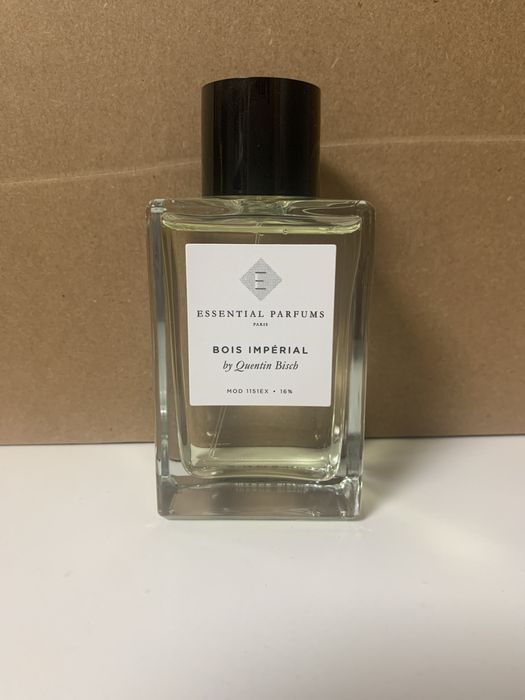 E
ESSENTIAL PARFUMS
PARIS
BOIS IMPÉRIAL
by Quentin Bisch
MOD 1151EX • 16%